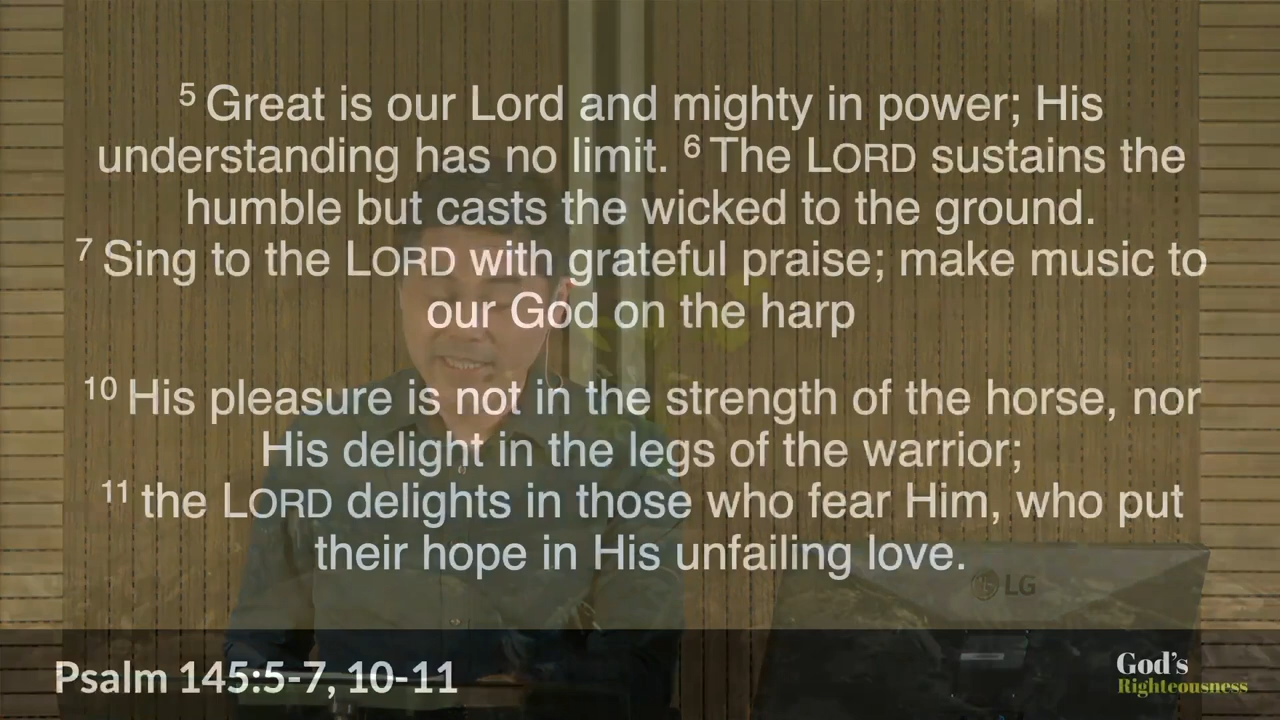 ⁵ Great is our Lord and mighty in power; His
understanding has no limit. ⁶ The LORD sustains the
humble but casts the wicked to the ground.
⁷ Sing to the LORD with grateful praise; make music to
our God on the harp
¹⁰ His pleasure is not in the strength of the horse, nor
His delight in the legs of the warrior;
¹¹ the LORD delights in those who fear Him, who put
their hope in His unfailing love.
LG
Psalm 145:5-7, 10-11
God's
Righteousness